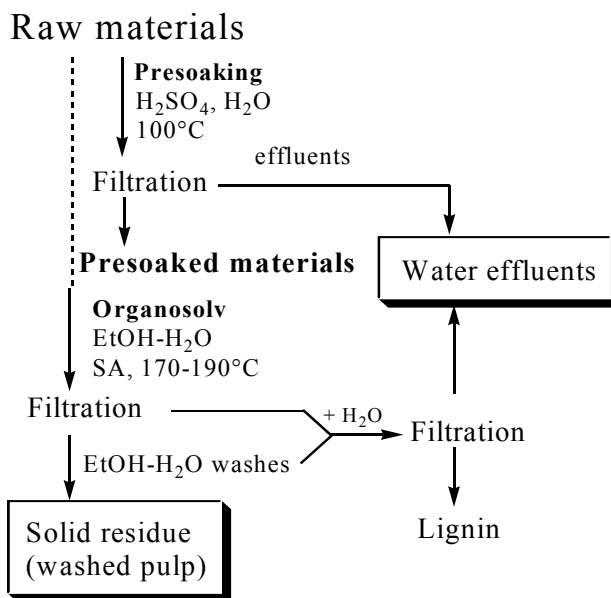 Raw materials
Presoaking
H₂SO₄, H₂O
100°C
effluents
Filtration
Presoaked materials
Water effluents
Organosolv
EtOH-H₂O
SA, 170-190°C
Filtration
+ H₂O
Filtration
EtOH-H₂O washes
Solid residue
(washed pulp)
Lignin